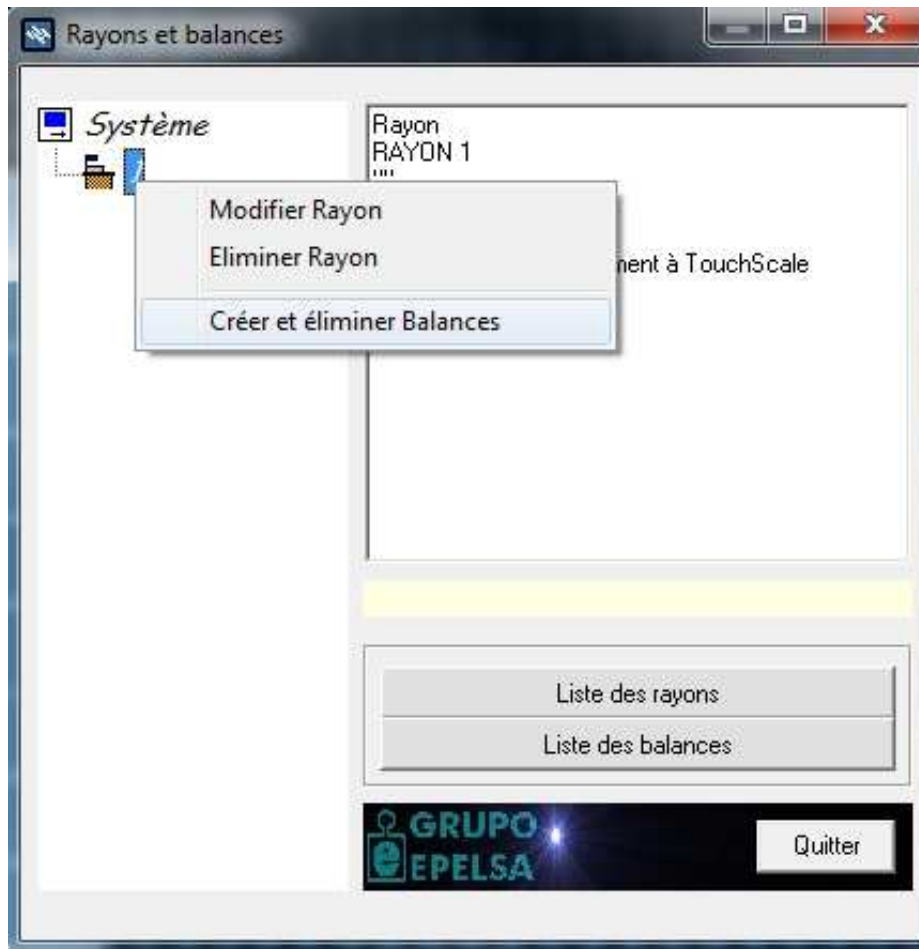 Rayons et balances
Système
Rayon
RAYON 1
""
Modifier Rayon
Eliminer Rayon
à TouchScale
Créer et éliminer Balances
Liste des rayons
Liste des balances
GRUPO
EPELSA
Quitter